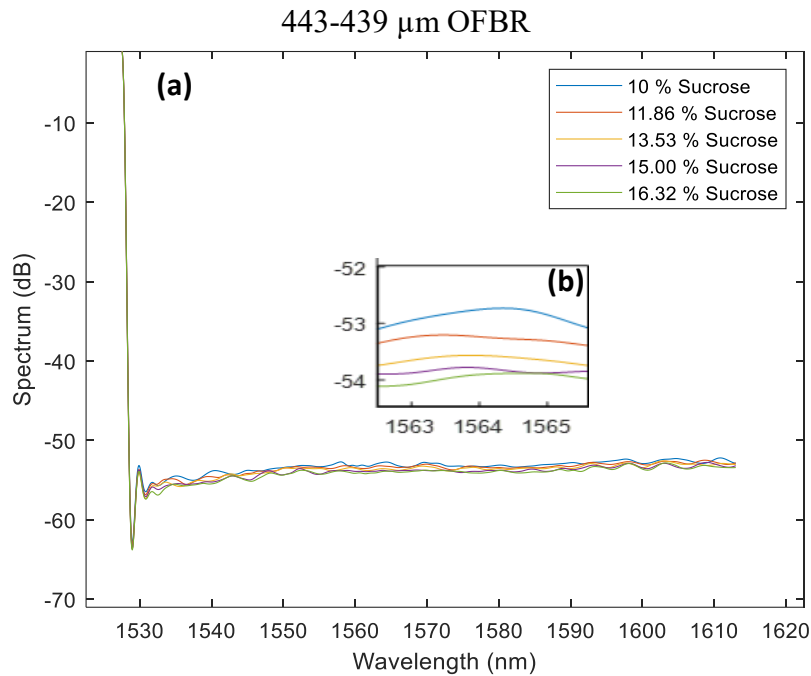 443-439 µm OFBR
(a)
10 % Sucrose
11.86 % Sucrose
13.53 % Sucrose
15.00 % Sucrose
16.32 % Sucrose
-10
-20
-30
-40
-50
-60
-70
Spectrum (dB)
(b)
-52
-53
-54
1563 1564 1565
1530 1540 1550 1560 1570 1580 1590 1600 1610 1620
Wavelength (nm)